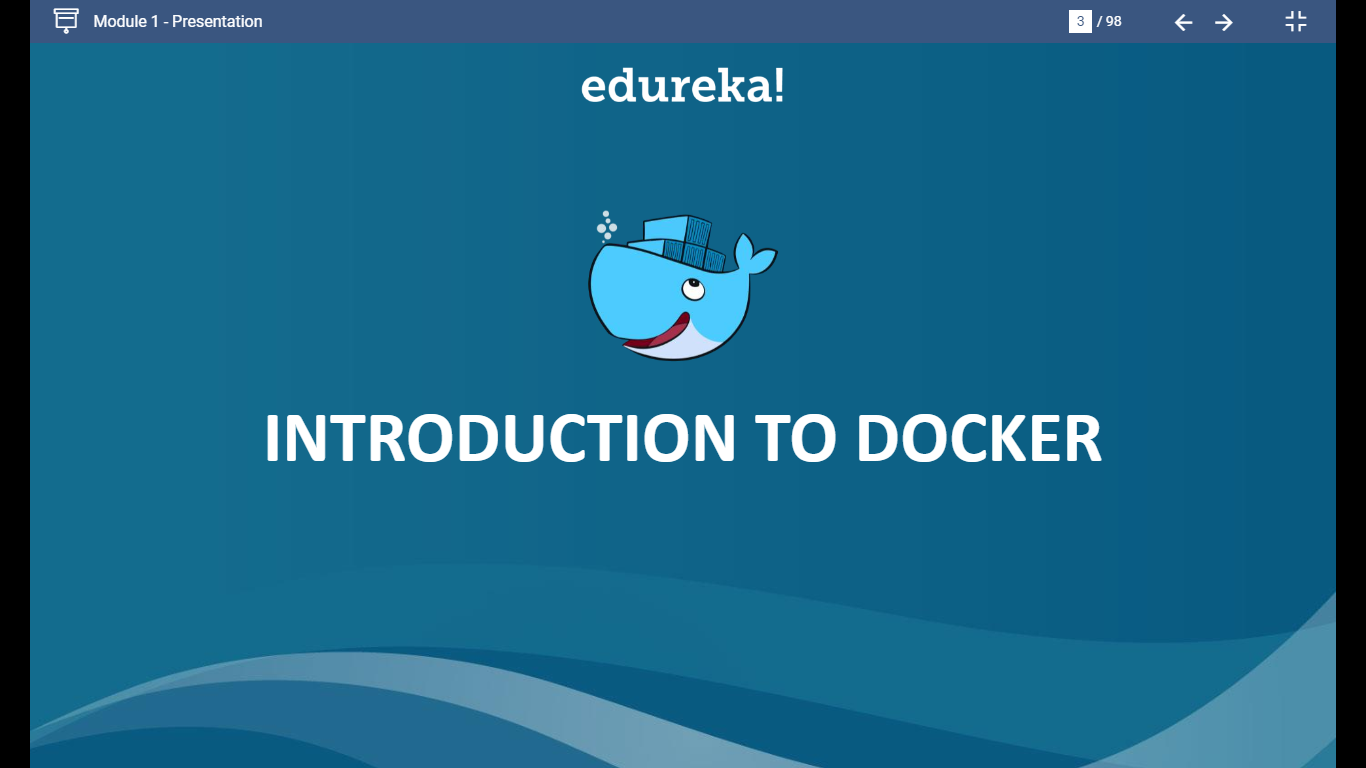 Module 1 - Presentation
3 / 98
edureka!
INTRODUCTION TO DOCKER